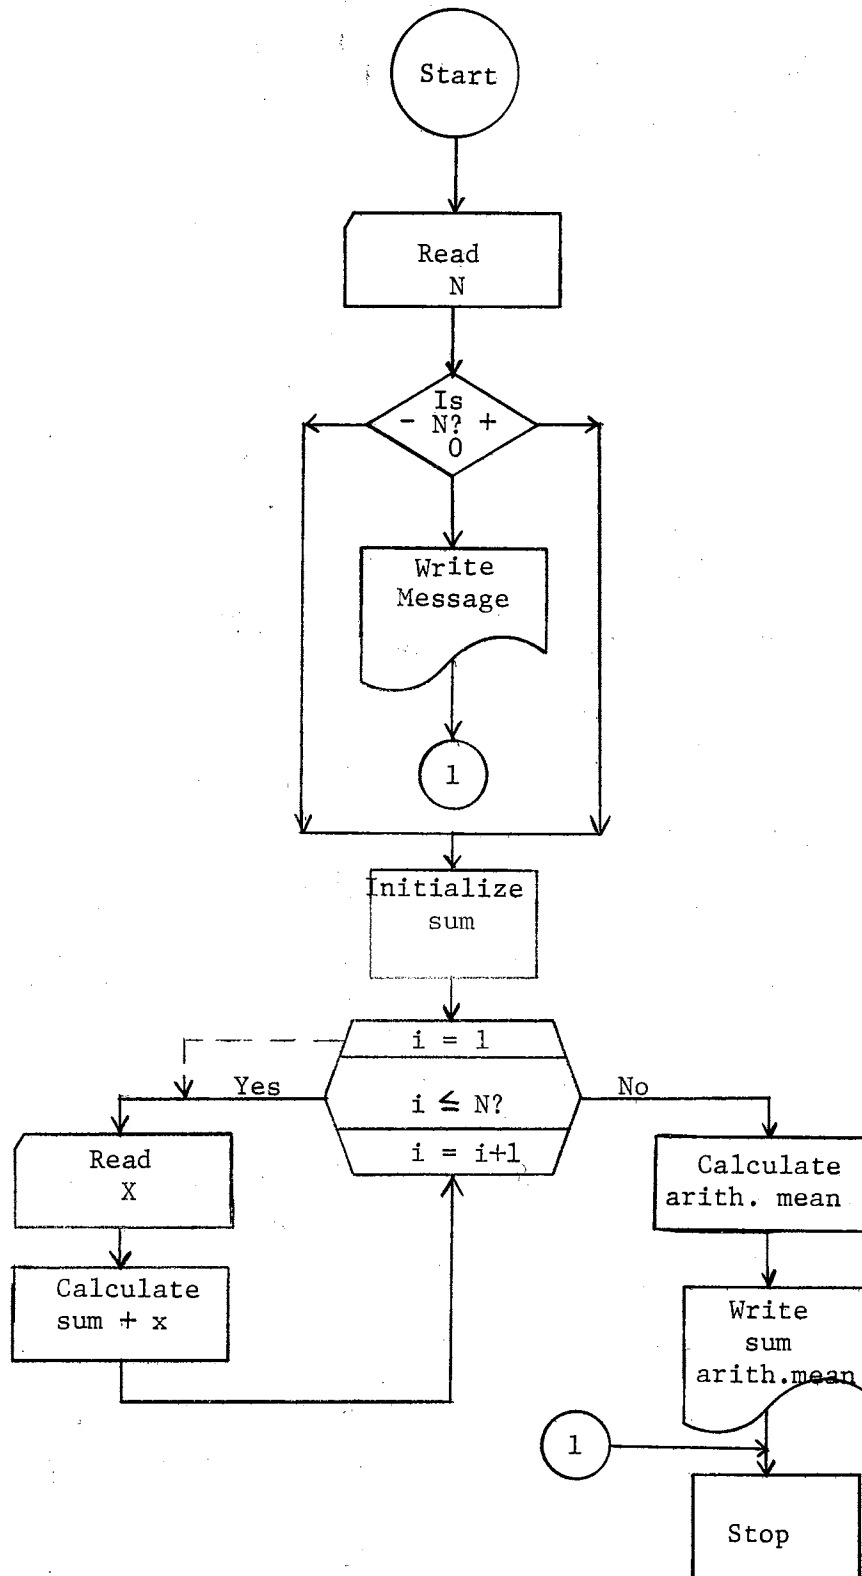 Start
Read
N
Is
- N? +
0
Write
Message
1
Initialize
sum
i = 1
Yes
i ≤ N?
No
i = i+1
Read
X
Calculate
sum + x
Calculate
arith. mean
Write
sum
arith.mean
1
Stop